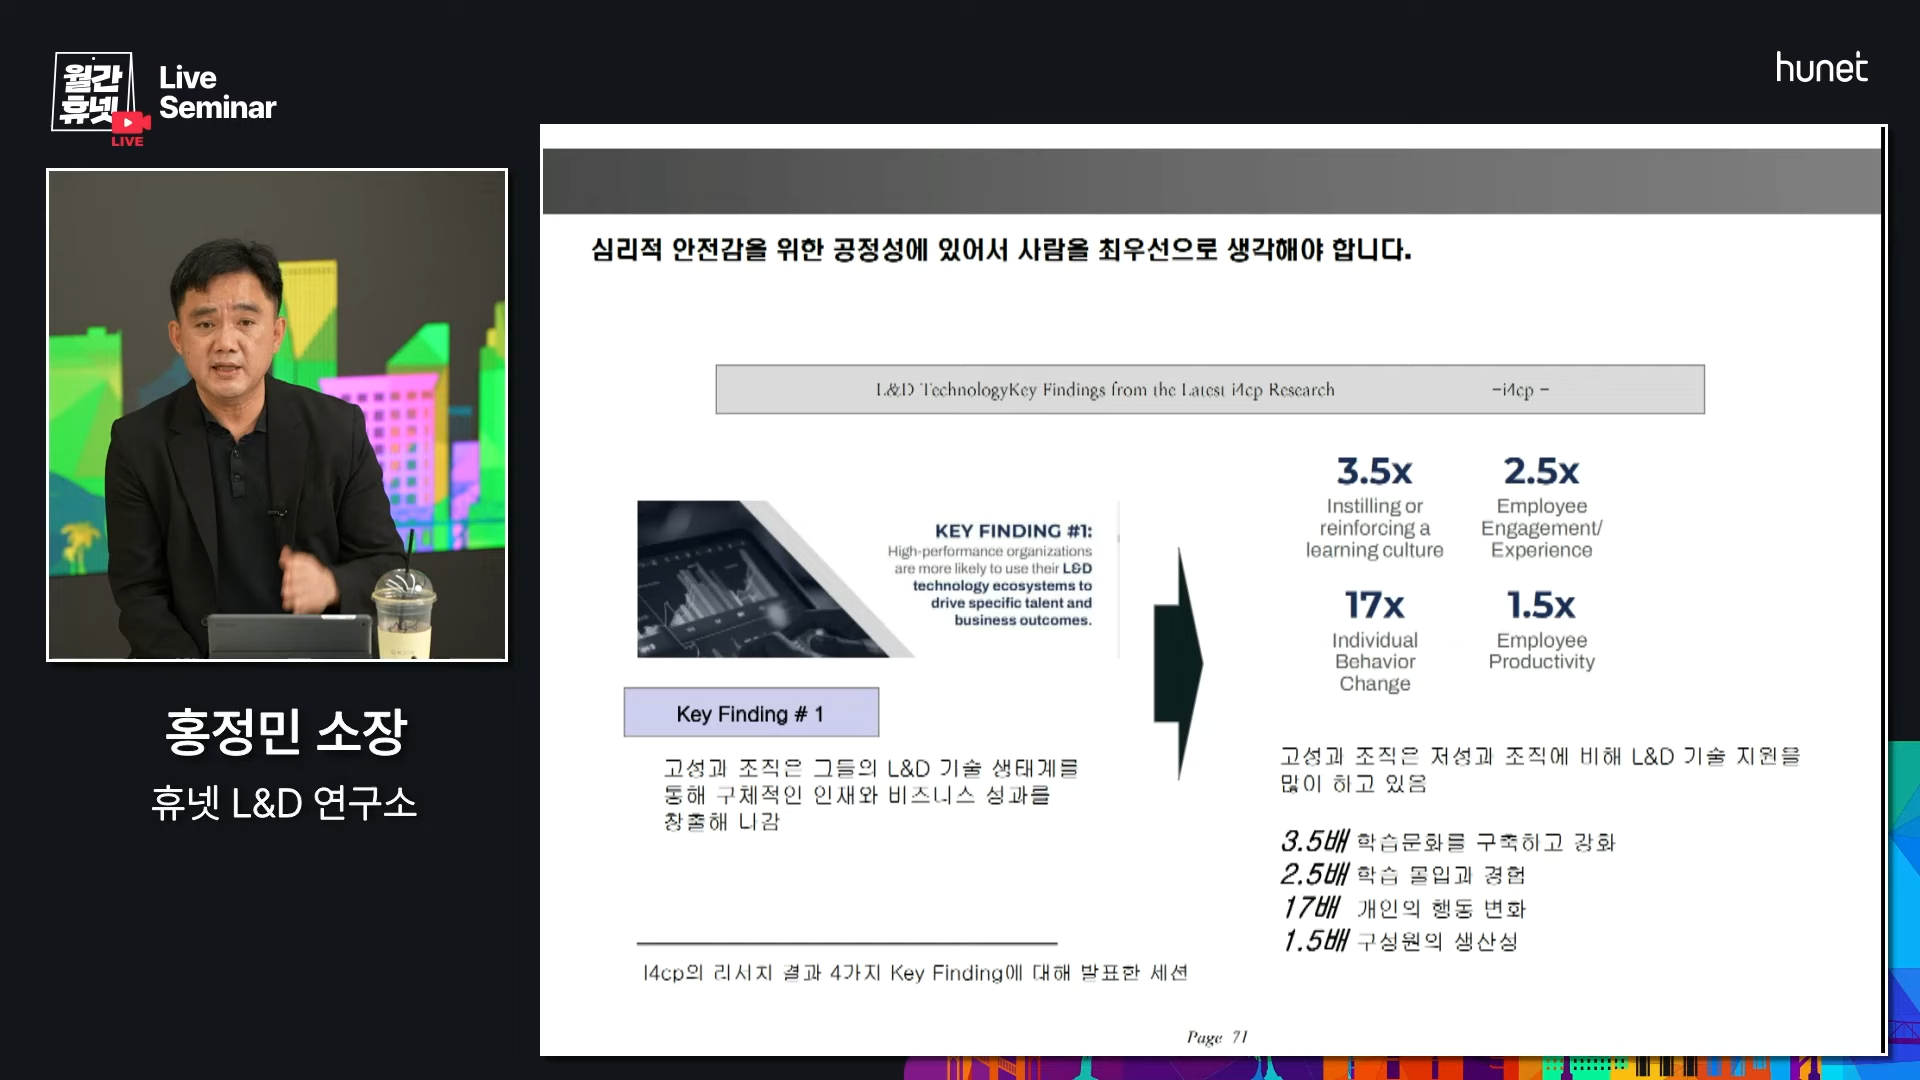 월간
휴넷
LIVE
Live
Seminar
hunet
홍정민 소장
휴넷 L&D 연구소
심리적 안전감을 위한 공정성에 있어서 사람을 최우선으로 생각해야 합니다.
L&D TechnologyKey Findings from the Latest i4cp Research -i4cp -
KEY FINDING #1:
High-performance organizations
are more likely to use their L&D
technology ecosystems to
drive specific talent and
business outcomes.
Key Finding # 1
고성과 조직은 그들의 L&D 기술 생태계를
통해 구체적인 인재와 비즈니스 성과를
창출해 나감
3.5x
Instilling or
reinforcing a
learning culture
2.5x
Employee
Engagement/
Experience
17x
Individual
Behavior
Change
1.5x
Employee
Productivity
고성과 조직은 저성과 조직에 비해 L&D 기술 지원을
많이 하고 있음
3.5배 학습문화를 구축하고 강화
2.5배 학습 몰입과 경험
17배 개인의 행동 변화
1.5배 구성원의 생산성
I4cp의 리시치 결과 4가지 Key Finding에 대해 발표한 세션
Page 71